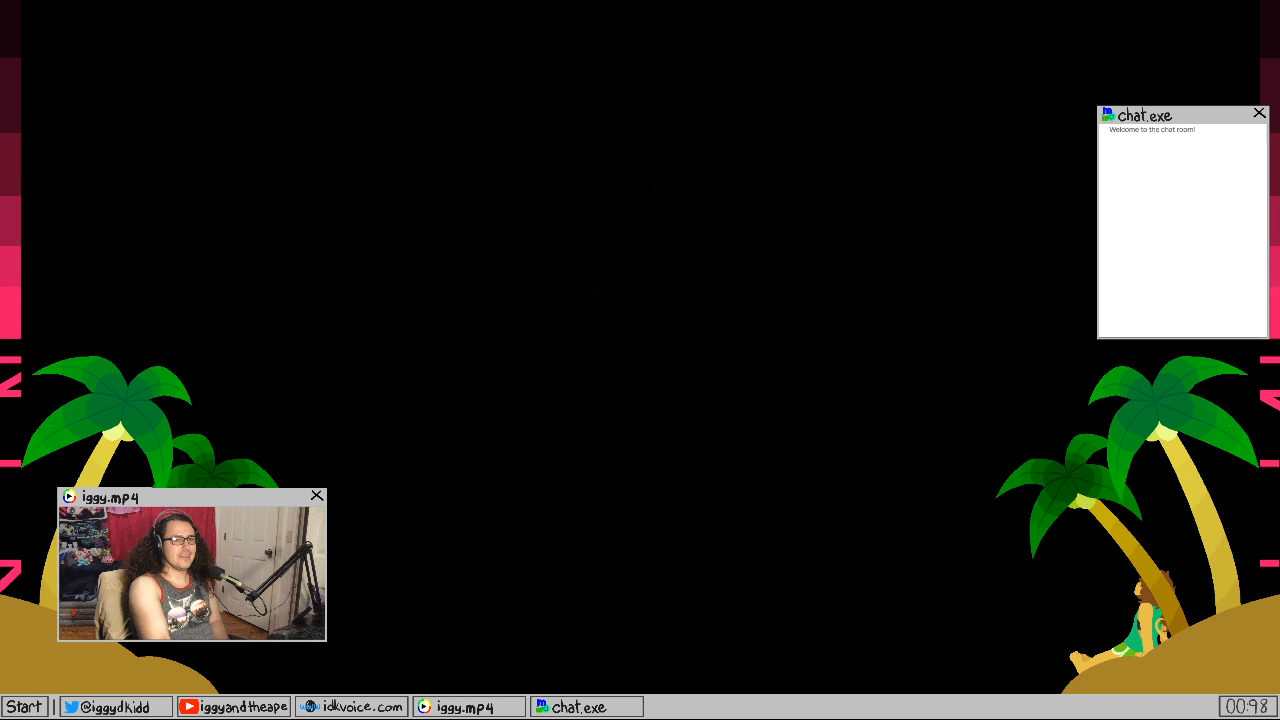 chat.exe
Welcome to the chat room!
iggy.mp4
Start | @iggydkidd iggyandtheape www idkvoice.com iggy.mp4 chat.exe 00:98